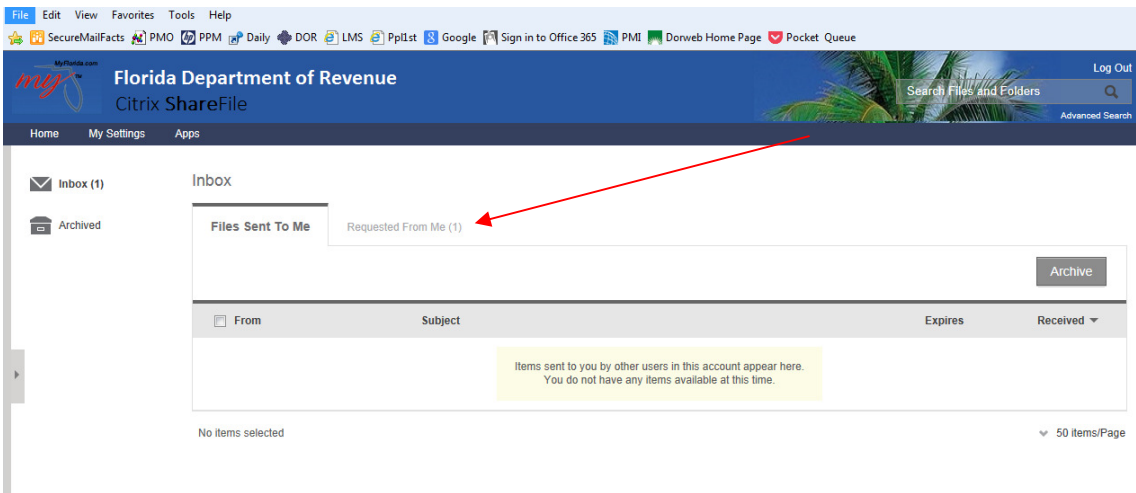 File Edit View Favorites Tools Help
SecureMailFacts PMO PPM Daily DOR LMS Ppl1st Google Sign in to Office 365 PMI Dorweb Home Page Pocket Queue
MyFlorida.com
Florida Department of Revenue
Citrix ShareFile
Log Out
Search Files and Folders
Advanced Search
Home My Settings Apps
Inbox (1)
Archived
Inbox
Files Sent To Me Requested From Me (1)
Archive
From Subject Expires Received
Items sent to you by other users in this account appear here.
You do not have any items available at this time.
No items selected 50 items/Page